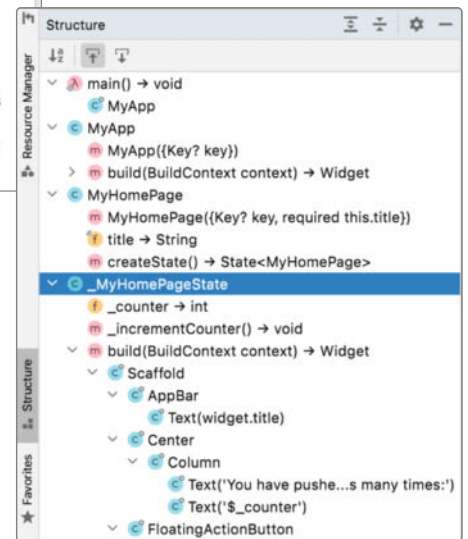 Structure
Resource Manager
main() → void
MyApp
MyApp
MyApp({Key? key})
build(BuildContext context) → Widget
MyHomePage
MyHomePage({Key? key, required this.title})
title → String
createState() → State<MyHomePage>
_MyHomePageState
_counter → int
_incrementCounter() → void
build(BuildContext context) → Widget
Scaffold
AppBar
Text(widget.title)
Center
Column
Text('You have pushe...s many times:')
Text('$_counter')
FloatingActionButton
Structure
Favorites